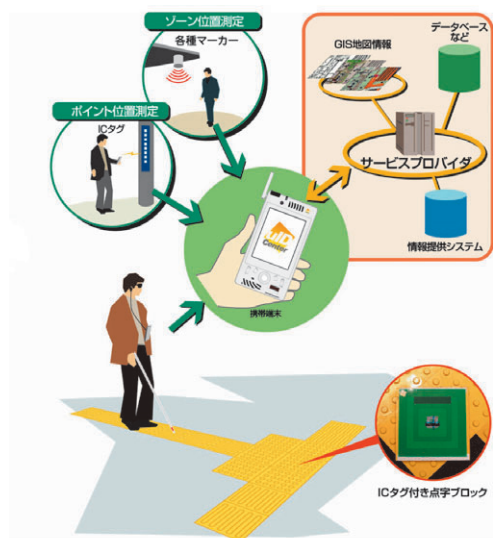 ゾーン位置測定
各種マーカー
ポイント位置測定
ICタグ
GIS地図情報
データベース
など
サービスプロバイダ
情報提供システム
uID
Center
携帯端末
ICタグ付き点字ブロック